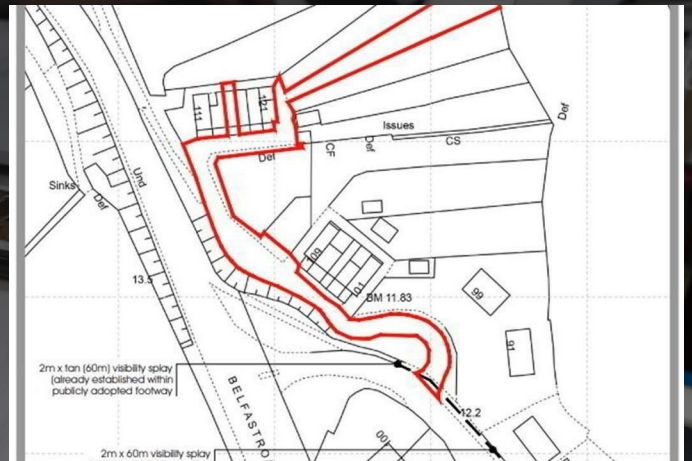 111
121
Issues
Def
CS
Def
CF
Def
Sinks
Und
Def
109
13.5
101
BM 11.83
99
91
2m x tan (60m) visibility splay
(already established within
publicly adopted footway
12.2
BELFASTRO
100
2m x 60m visibility splay